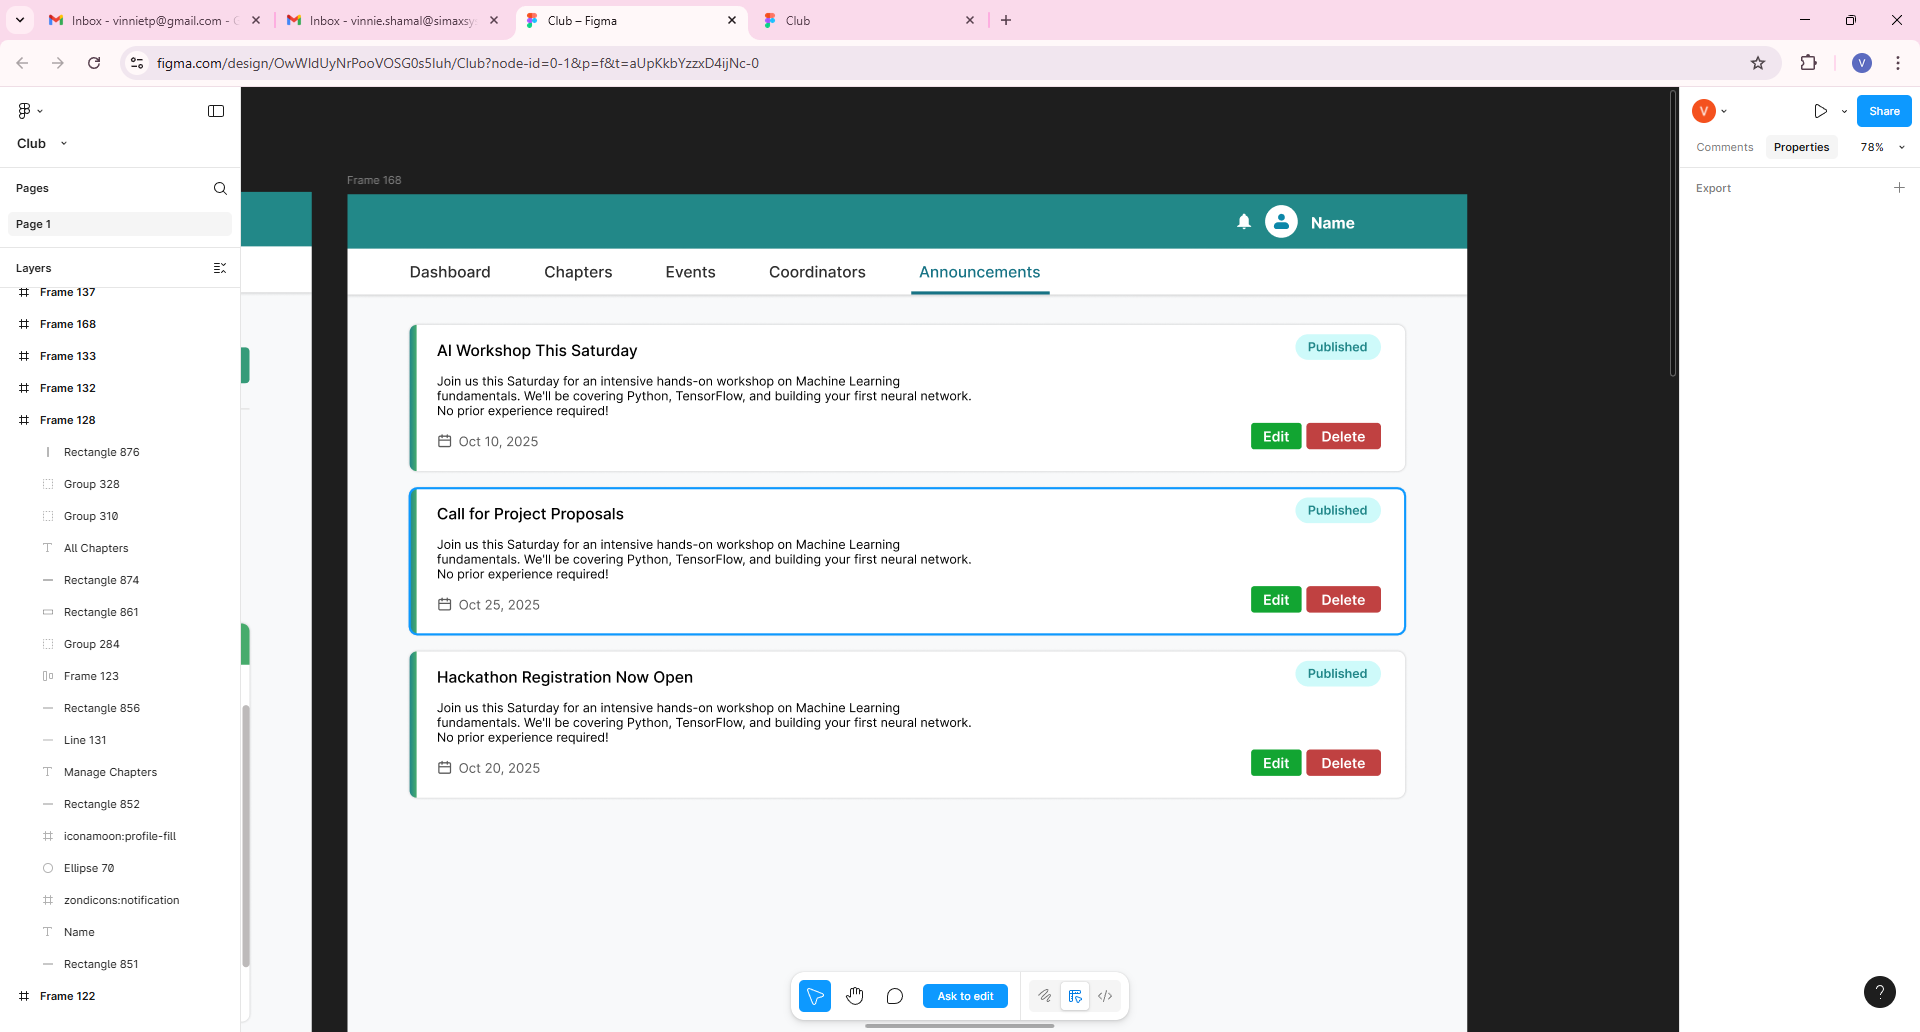 Inbox - vinnietp@gmail.com -
Inbox - vinnie.shamal@simaxsy
Club – Figma
Club
figma.com/design/OwWIdUyNrPooVOSG0s5Iuh/Club?node-id=0-1&p=f&t=aUpKkbYzzxD4ijNc-0
V
Club
Pages
Page 1
Layers
Frame 137
Frame 168
Frame 133
Frame 132
Frame 128
Rectangle 876
Group 328
Group 310
All Chapters
Rectangle 874
Rectangle 861
Group 284
Frame 123
Rectangle 856
Line 131
Manage Chapters
Rectangle 852
iconamoon:profile-fill
Ellipse 70
zondicons:notification
Name
Rectangle 851
Frame 122
Frame 168
Name
Dashboard
Chapters
Events
Coordinators
Announcements
AI Workshop This Saturday
Published
Join us this Saturday for an intensive hands-on workshop on Machine Learning
fundamentals. We'll be covering Python, TensorFlow, and building your first neural network.
No prior experience required!
Oct 10, 2025
Edit
Delete
Call for Project Proposals
Published
Join us this Saturday for an intensive hands-on workshop on Machine Learning
fundamentals. We'll be covering Python, TensorFlow, and building your first neural network.
No prior experience required!
Oct 25, 2025
Edit
Delete
Hackathon Registration Now Open
Published
Join us this Saturday for an intensive hands-on workshop on Machine Learning
fundamentals. We'll be covering Python, TensorFlow, and building your first neural network.
No prior experience required!
Oct 20, 2025
Edit
Delete
Ask to edit
V
Share
Comments
Properties
78%
Export
?